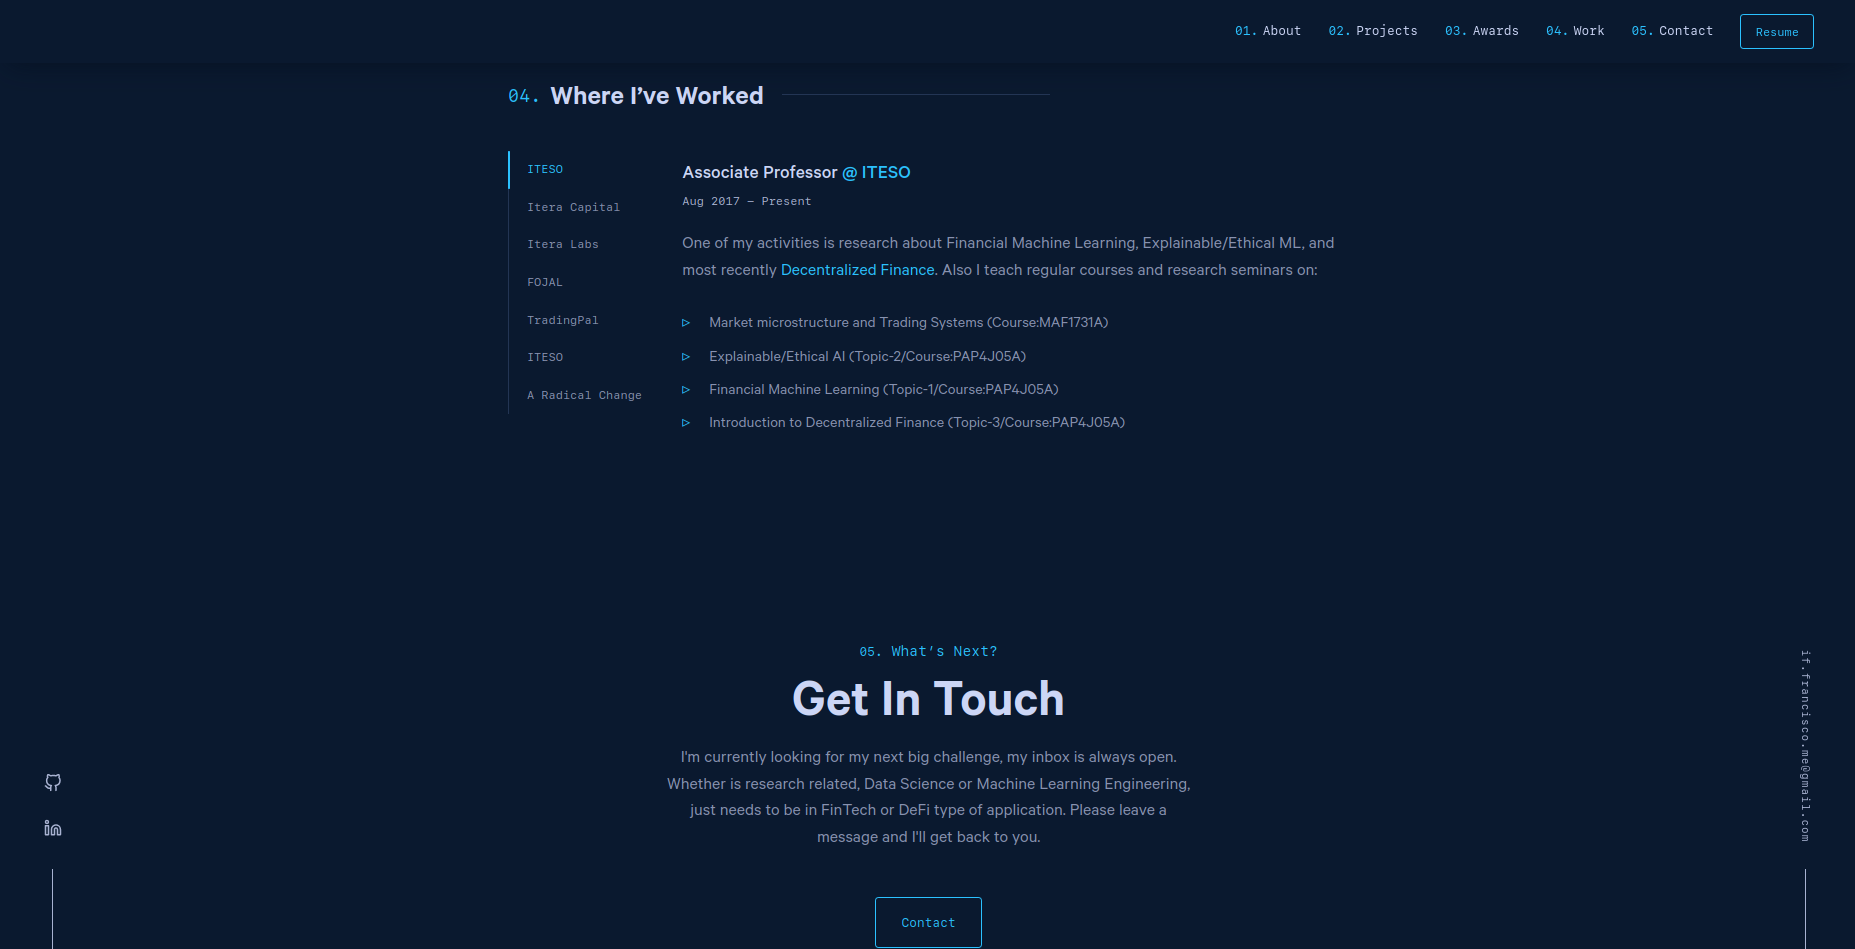 01. About 02. Projects 03. Awards 04. Work 05. Contact Resume
04. Where I’ve Worked
ITESO
Itera Capital
Itera Labs
FOJAL
TradingPal
ITESO
A Radical Change
Associate Professor @ ITESO
Aug 2017 – Present
One of my activities is research about Financial Machine Learning, Explainable/Ethical ML, and
most recently Decentralized Finance. Also I teach regular courses and research seminars on:
▹ Market microstructure and Trading Systems (Course:MAF1731A)
▹ Explainable/Ethical AI (Topic-2/Course:PAP4J05A)
▹ Financial Machine Learning (Topic-1/Course:PAP4J05A)
▹ Introduction to Decentralized Finance (Topic-3/Course:PAP4J05A)
05. What’s Next?
Get In Touch
I'm currently looking for my next big challenge, my inbox is always open.
Whether is research related, Data Science or Machine Learning Engineering,
just needs to be in FinTech or DeFi type of application. Please leave a
message and I'll get back to you.
Contact
if.francisco.me@gmail.com